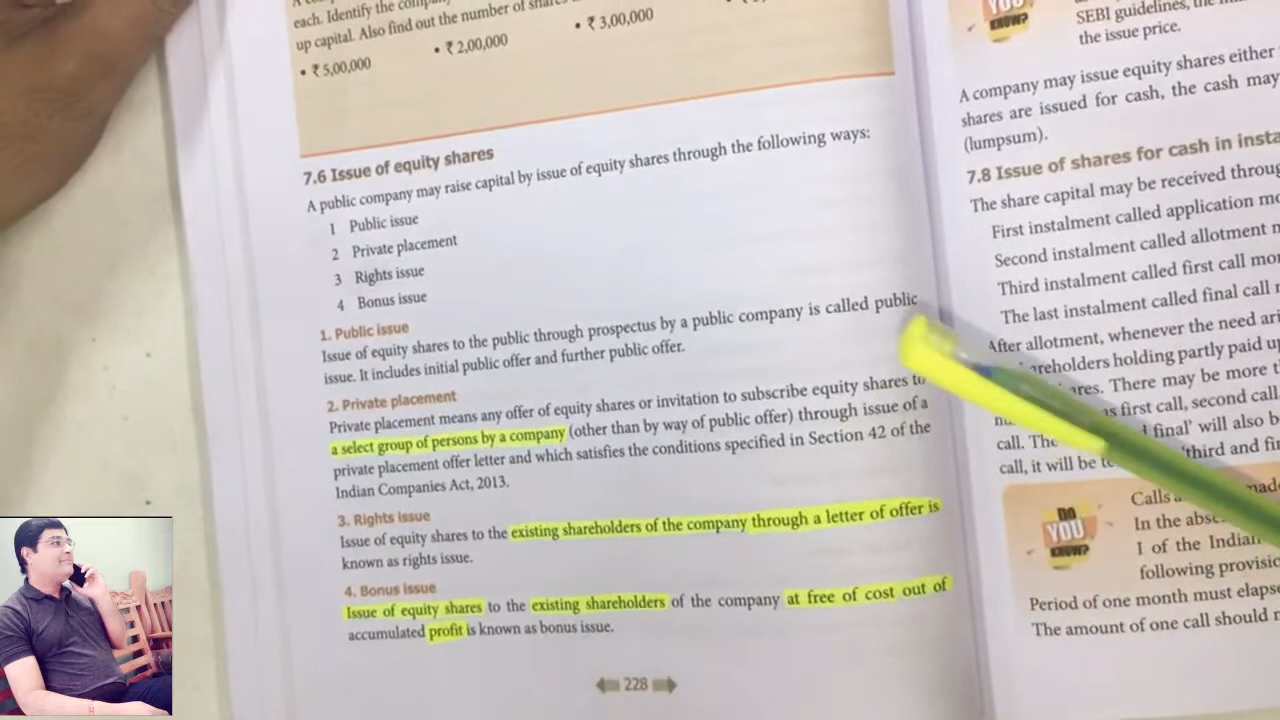 each. Identify the
up capital. Also find out the number of
• ₹ 5,00,000
• ₹ 2,00,000
• ₹ 3,00,000
7.6 Issue of equity shares
A public company may raise capital by issue of equity shares through the following ways:
1 Public issue
2 Private placement
3 Rights issue
4 Bonus issue
1. Public issue
Issue of equity shares to the public through prospectus by a public company is called public
issue. It includes initial public offer and further public offer.
2. Private placement
Private placement means any offer of equity shares or invitation to subscribe equity shares to
a select group of persons by a company (other than by way of public offer) through issue of a
private placement offer letter and which satisfies the conditions specified in Section 42 of the
Indian Companies Act, 2013.
3. Rights issue
Issue of equity shares to the existing shareholders of the company through a letter of offer is
known as rights issue.
4. Bonus issue
Issue of equity shares to the existing shareholders of the company at free of cost out of
accumulated profit is known as bonus issue.
228
YOU
KNOW?
SEBI guidelines,
the issue price.
A company may issue equity shares either
shares are issued for cash, the cash may
(lumpsum).
7.8 Issue of shares for cash in
The share capital may be received
First instalment called application
Second instalment called allotment
Third instalment called first call
The last instalment called final call
After allotment, whenever the need
holding partly paid
There may be more
first call, second call
call. final' will also
call, it will be 'third and
DO
YOU
KNOW?
Calls
In the
I of the Indian
following
Period of one month must
The amount of one call should